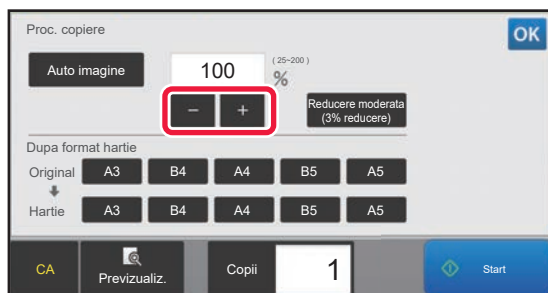 Proc. copiere
OK
Auto imagine
100
(25~200)
%
− +
Reducere moderata
(3% reducere)
Dupa format hartie
Original A3 B4 A4 B5 A5
Hartie A3 B4 A4 B5 A5
CA
Previzualiz.
Copii
1
Start